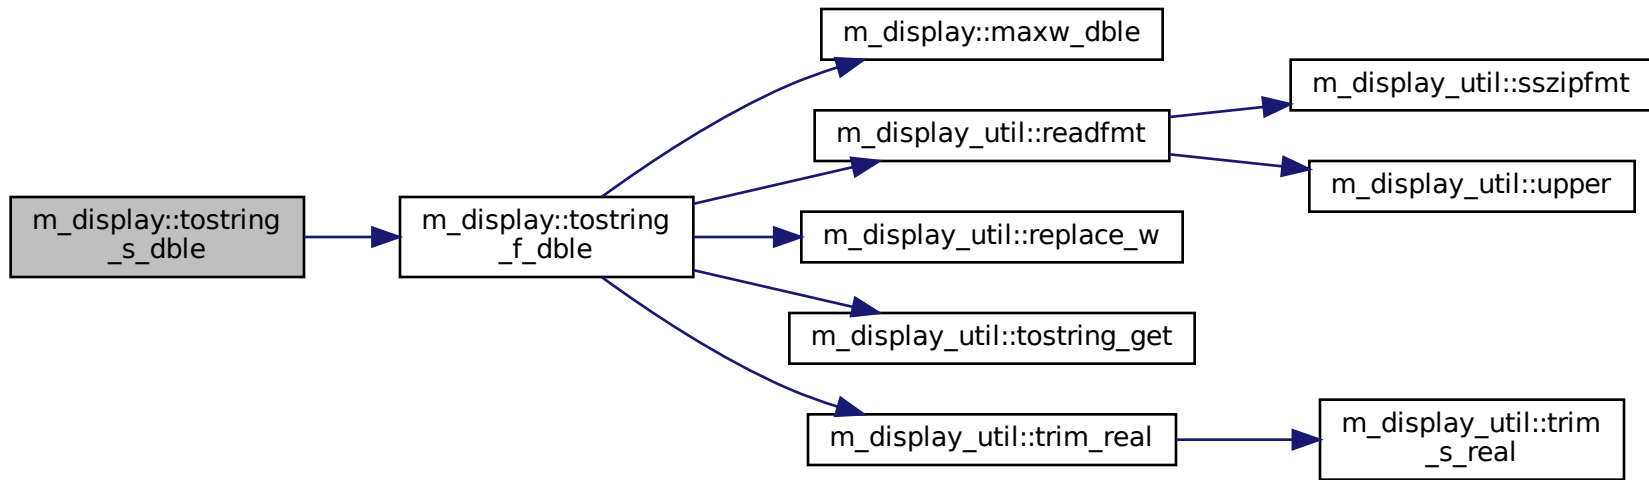 m_display::tostring
_s_dble
m_display::tostring
_f_dble
m_display::maxw_dble
m_display_util::readfmt
m_display_util::sszipfmt
m_display_util::upper
m_display_util::replace_w
m_display_util::tostring_get
m_display_util::trim_real
m_display_util::trim
_s_real